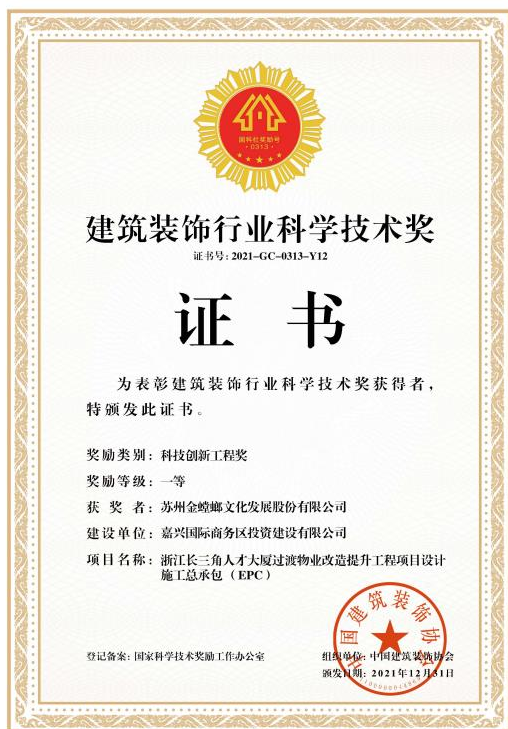 国科社奖励号
·0313·
建筑装饰行业科学技术奖
证书号：2021-GC-0313-Y12
证 书
为表彰建筑装饰行业科学技术奖获得者，
特颁发此证书。
奖励类别：科技创新工程奖
奖励等级：一等
获 奖 者：苏州金螳螂文化发展股份有限公司
建设单位：嘉兴国际商务区投资建设有限公司
项目名称：浙江长三角人才大厦过渡物业改造提升工程项目设计
施工总承包（EPC）
中国建筑装饰协会
登记备案：国家科学技术奖励工作办公室
组织单位：中国建筑装饰协会
颁发日期：2021年12月31日